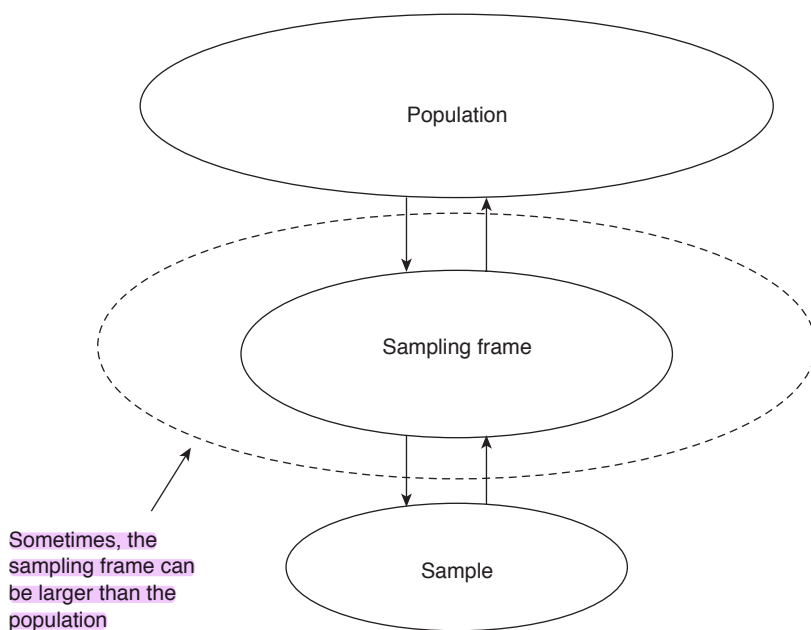 Population
Sampling frame
Sample
Sometimes, the
sampling frame can
be larger than the
population